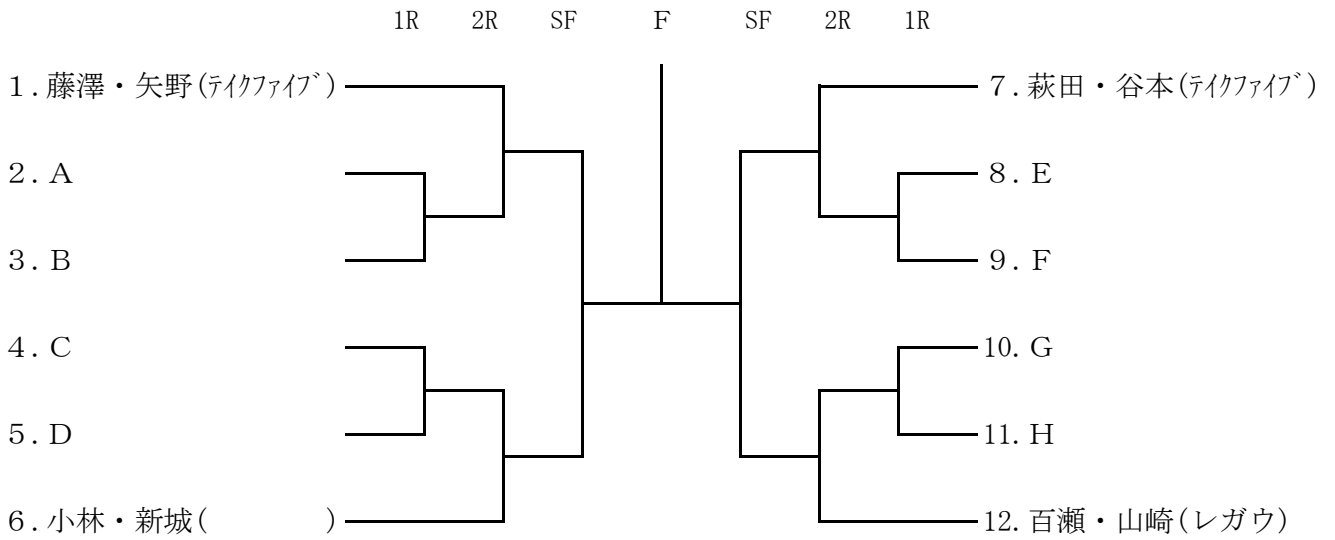 1R 2R SF F SF 2R 1R
1.藤澤・矢野(ﾃｲｸﾌｧｲﾌﾞ)
2.A
3.B
4.C
5.D
6.小林・新城(　　　　)
7.萩田・谷本(ﾃｲｸﾌｧｲﾌﾞ)
8.E
9.F
10.G
11.H
12.百瀬・山崎(レガウ)